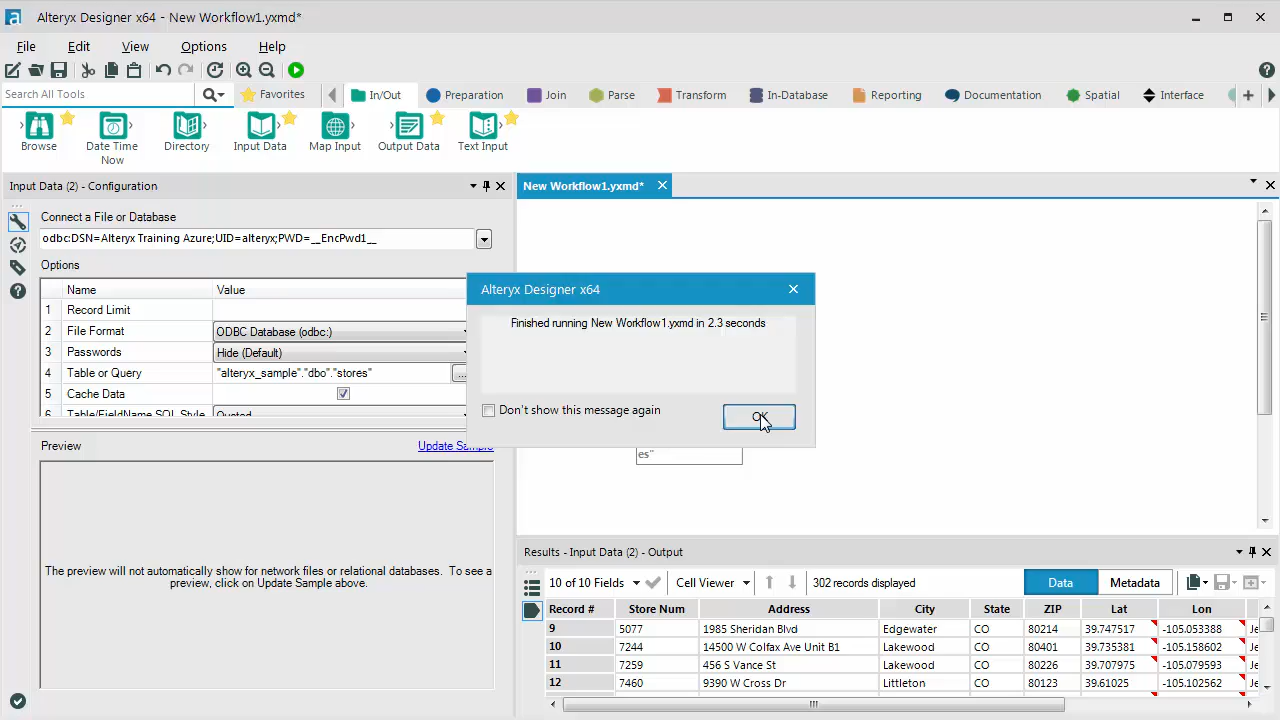 Alteryx Designer x64 - New Workflow1.yxmd*
File Edit View Options Help
Search All Tools
Favorites In/Out Preparation Join Parse Transform In-Database Reporting Documentation Spatial Interface
Browse Date Time Now Directory Input Data Map Input Output Data Text Input
Input Data (2) - Configuration
New Workflow1.yxmd*
Connect a File or Database
odbc:DSN=Alteryx Training Azure;UID=alteryx;PWD=__EncPwd1__
Options
Name Value
1 Record Limit
2 File Format ODBC Database (odbc:)
3 Passwords Hide (Default)
4 Table or Query "alteryx_sample"."dbo"."stores" ...
5 Cache Data
6 Table/FieldName SQL Style Quoted
Alteryx Designer x64
Finished running New Workflow1.yxmd in 2.3 seconds
Don't show this message again
OK
es"
Preview Update Sample
The preview will not automatically show for network files or relational databases. To see a
preview, click on Update Sample above.
Results - Input Data (2) - Output
10 of 10 Fields Cell Viewer 302 records displayed Data Metadata
Record # Store Num Address City State ZIP Lat Lon
9 5077 1985 Sheridan Blvd Edgewater CO 80214 39.747517 -105.053388
10 7244 14500 W Colfax Ave Unit B1 Lakewood CO 80401 39.735381 -105.158602
11 7259 456 S Vance St Lakewood CO 80226 39.707975 -105.079593
12 7460 9390 W Cross Dr Littleton CO 80123 39.61025 -105.102562